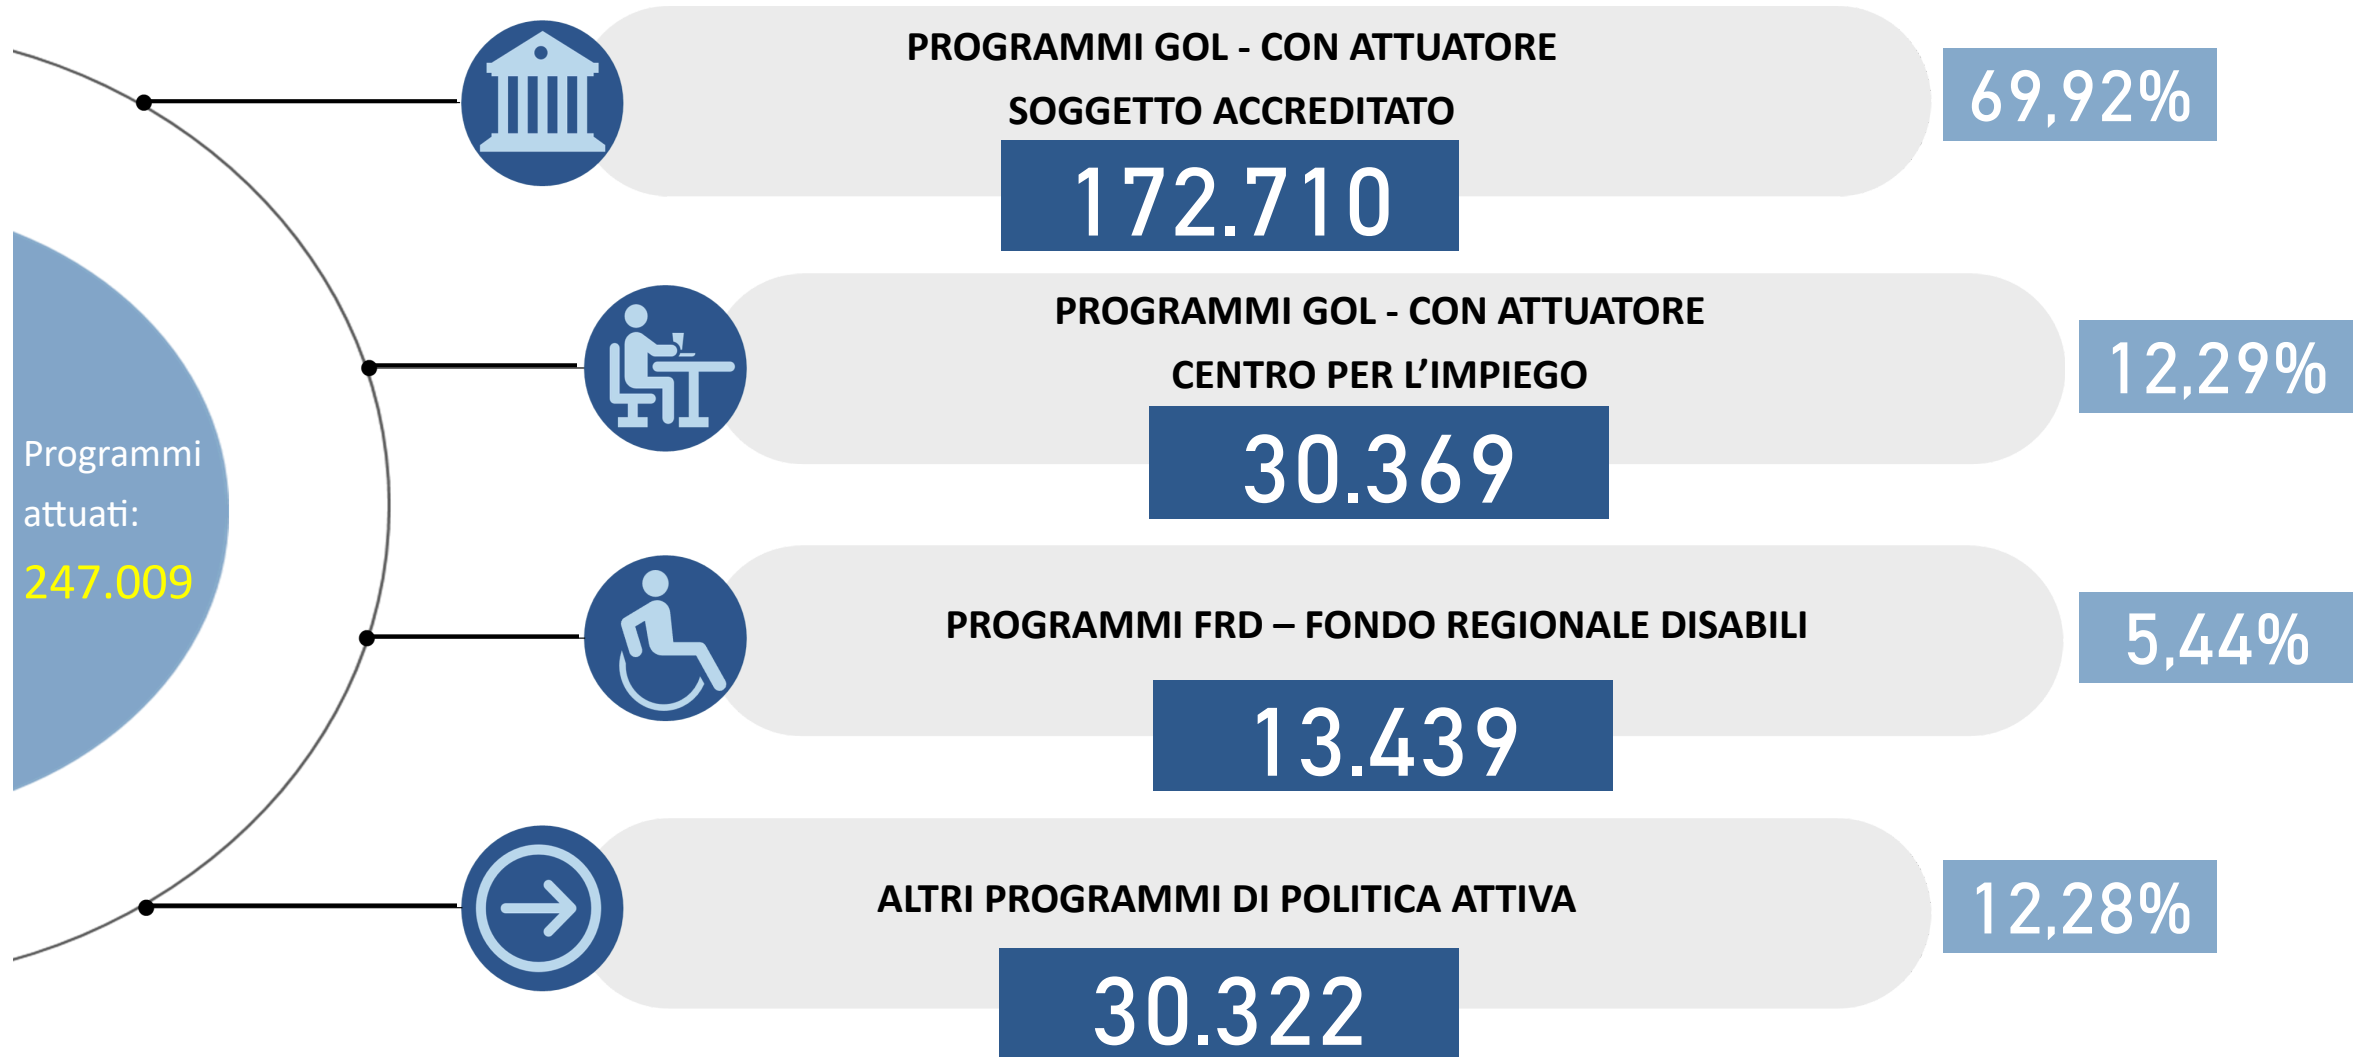 Programmi
attuati:
247.009
PROGRAMMI GOL - CON ATTUATORE
SOGGETTO ACCREDITATO
172.710
69,92%
PROGRAMMI GOL - CON ATTUATORE
CENTRO PER L’IMPIEGO
30.369
12,29%
PROGRAMMI FRD – FONDO REGIONALE DISABILI
13.439
5,44%
ALTRI PROGRAMMI DI POLITICA ATTIVA
30.322
12,28%